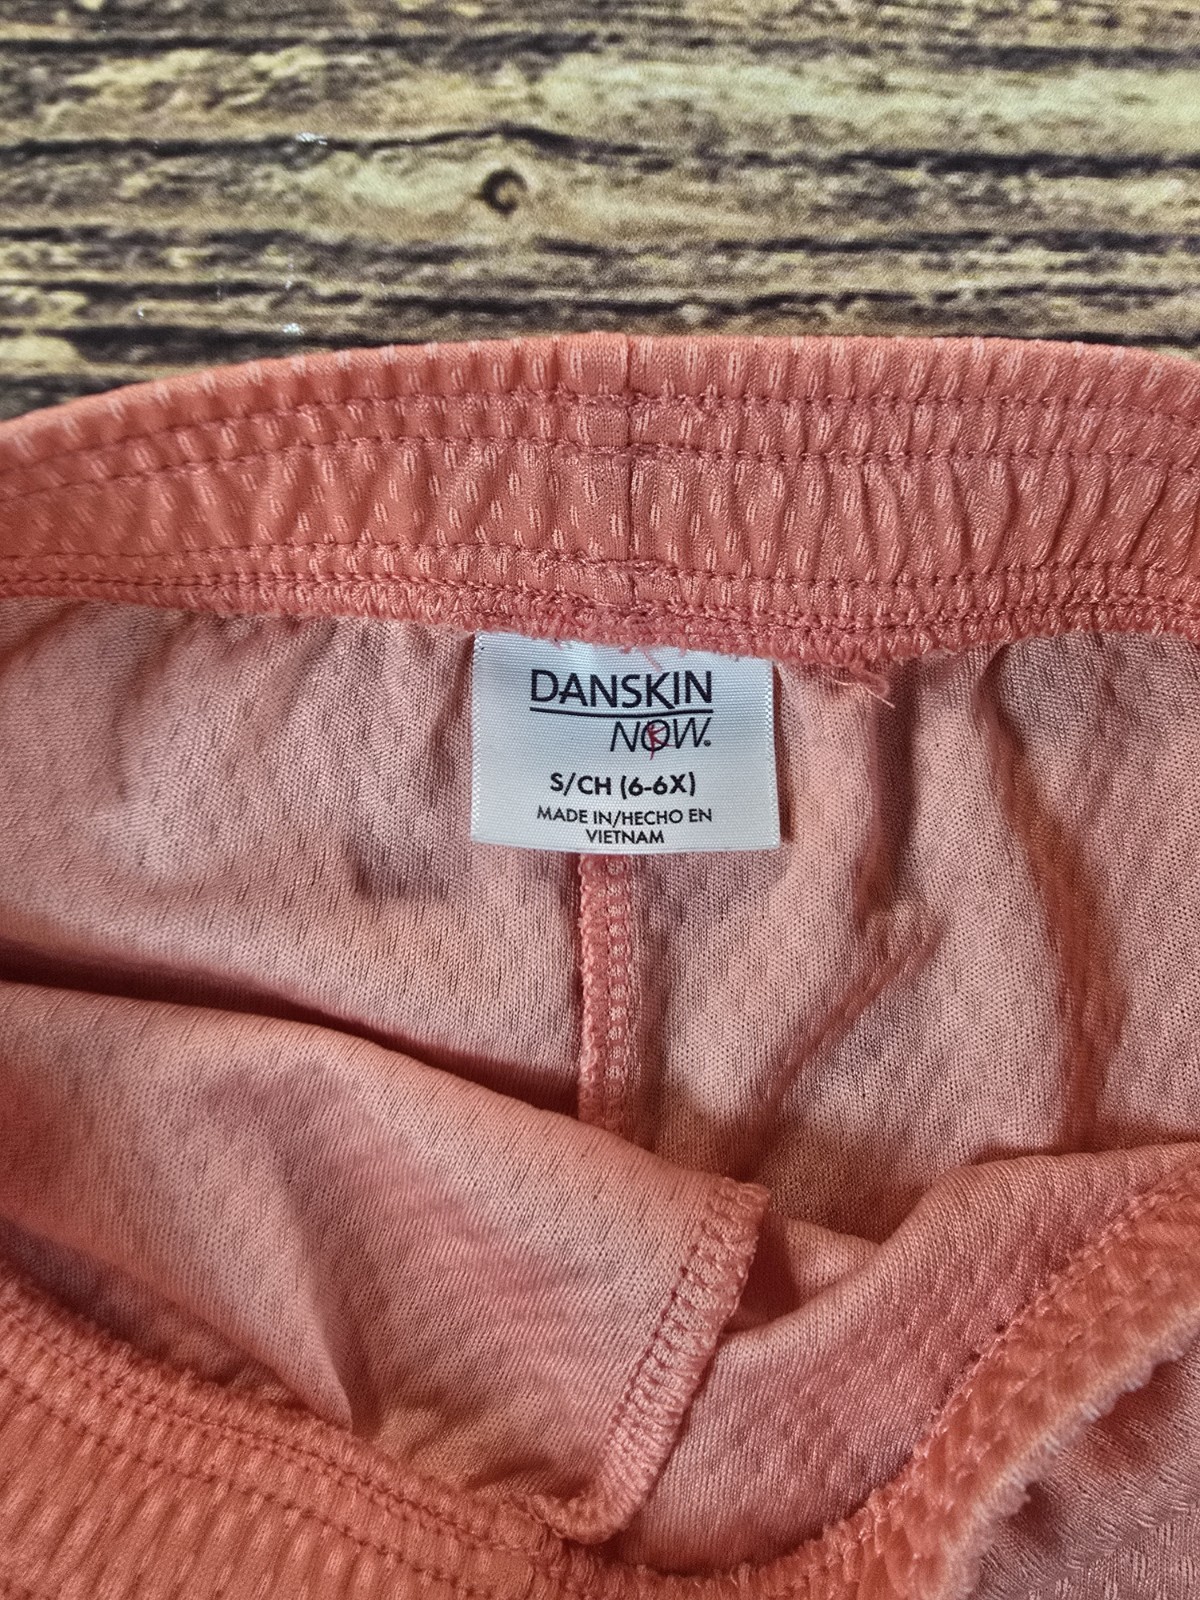 DANSKIN
NOW.
S/CH (6-6X)
MADE IN/HECHO EN
VIETNAM